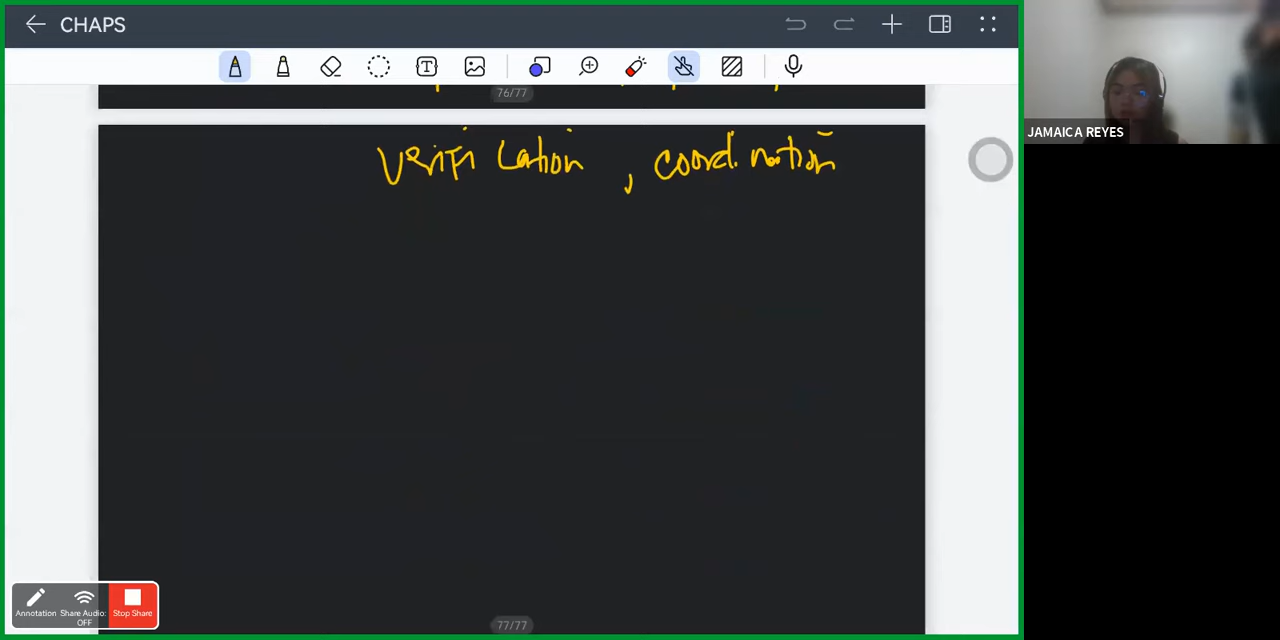 CHAPS
76/77
JAMAICA REYES
Verification , coordination
Annotation
Share Audio: OFF
Stop Share
77/77